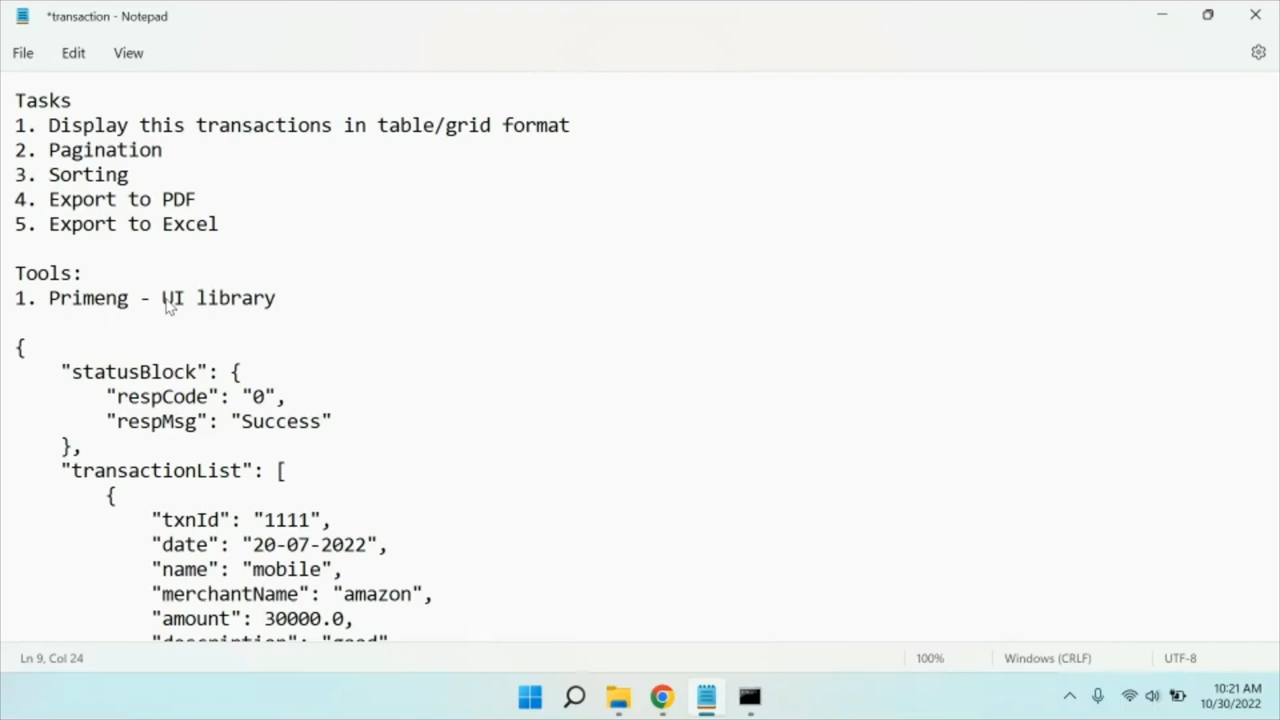 *transaction - Notepad
File Edit View
Tasks
1. Display this transactions in table/grid format
2. Pagination
3. Sorting
4. Export to PDF
5. Export to Excel
Tools:
1. Primeng - UI library
{
"statusBlock": {
"respCode": "0",
"respMsg": "Success"
},
"transactionList": [
{
"txnId": "1111",
"date": "20-07-2022",
"name": "mobile",
"merchantName": "amazon",
"amount": 30000.0,
"description": "good"
Ln 9, Col 24 100% Windows (CRLF) UTF-8
10:21 AM
10/30/2022